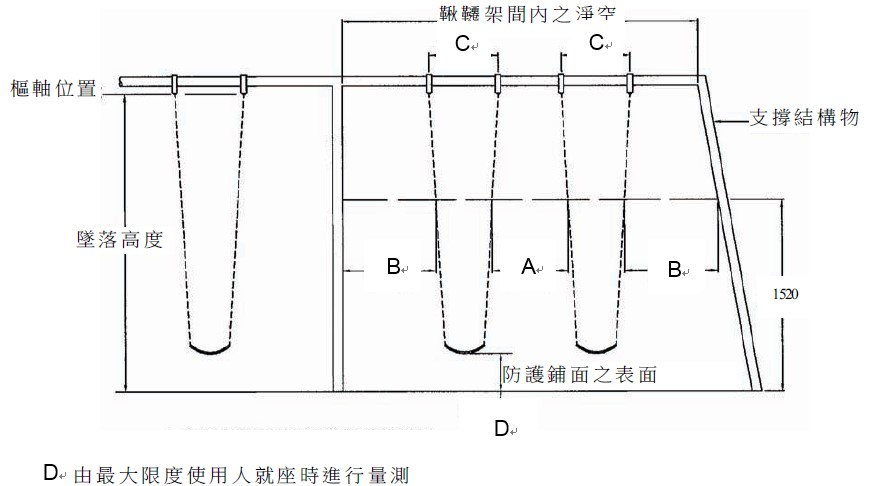 鞦韆架間內之淨空
C↵ C↵
樞軸位置
支撐結構物
墜落高度
B↵ A↵ B↵
1520
防護鋪面之表面
D↵
D↵ 由最大限度使用人就座時進行量測